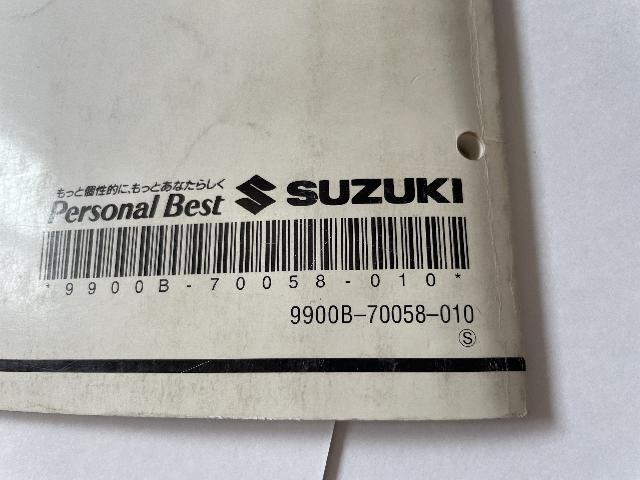 もっと個性的に、もっとあなたらしく
Personal Best SUZUKI
*9900B-70058-010*
9900B-70058-010
Ⓢ